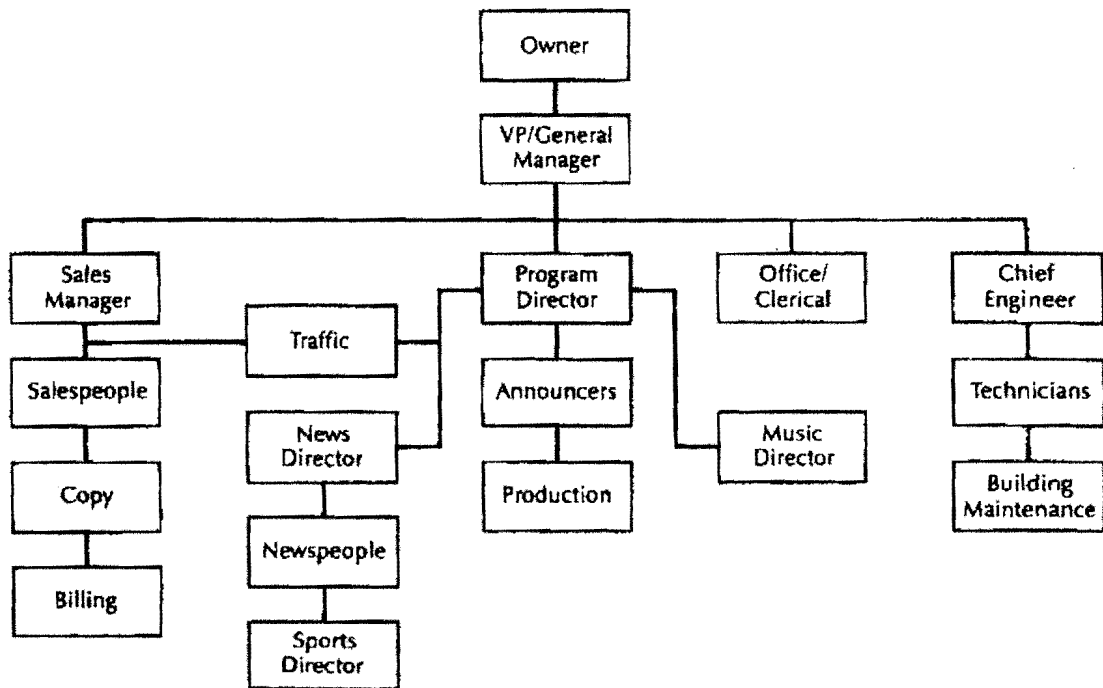 Owner
VP/General
Manager
Sales
Manager
Program
Director
Office/
Clerical
Chief
Engineer
Traffic
Salespeople
Announcers
Technicians
News
Director
Music
Director
Copy
Production
Building
Maintenance
Newspeople
Billing
Sports
Director